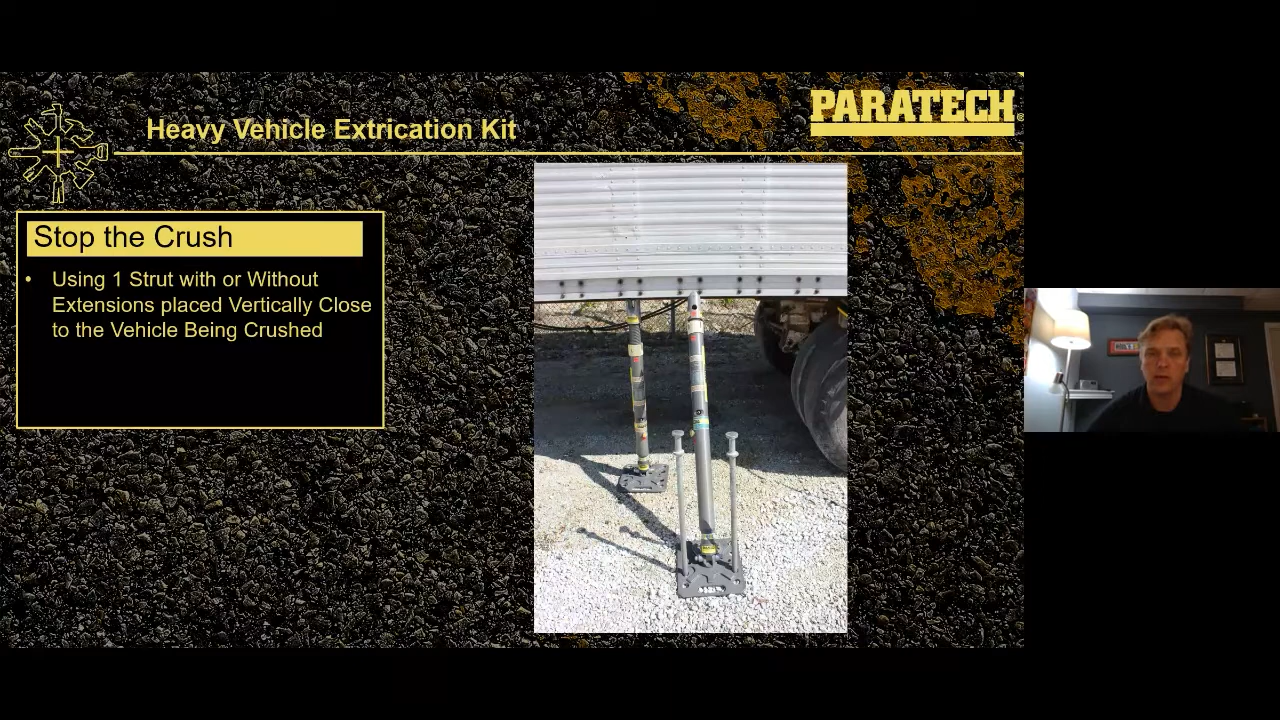 PARATECH®
Heavy Vehicle Extrication Kit
Stop the Crush
• Using 1 Strut with or Without
Extensions placed Vertically Close
to the Vehicle Being Crushed